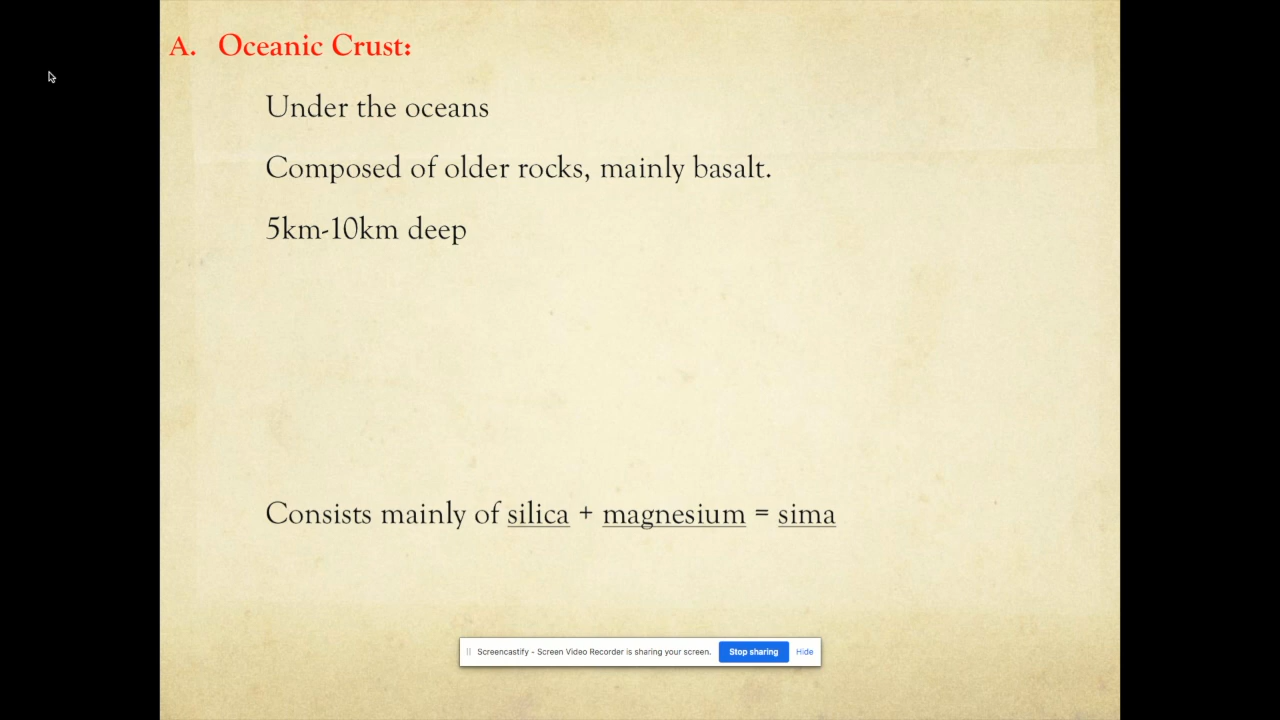 A. Oceanic Crust:
Under the oceans
Composed of older rocks, mainly basalt.
5km-10km deep
Consists mainly of silica + magnesium = sima
Screencastify - Screen Video Recorder is sharing your screen. Stop sharing Hide